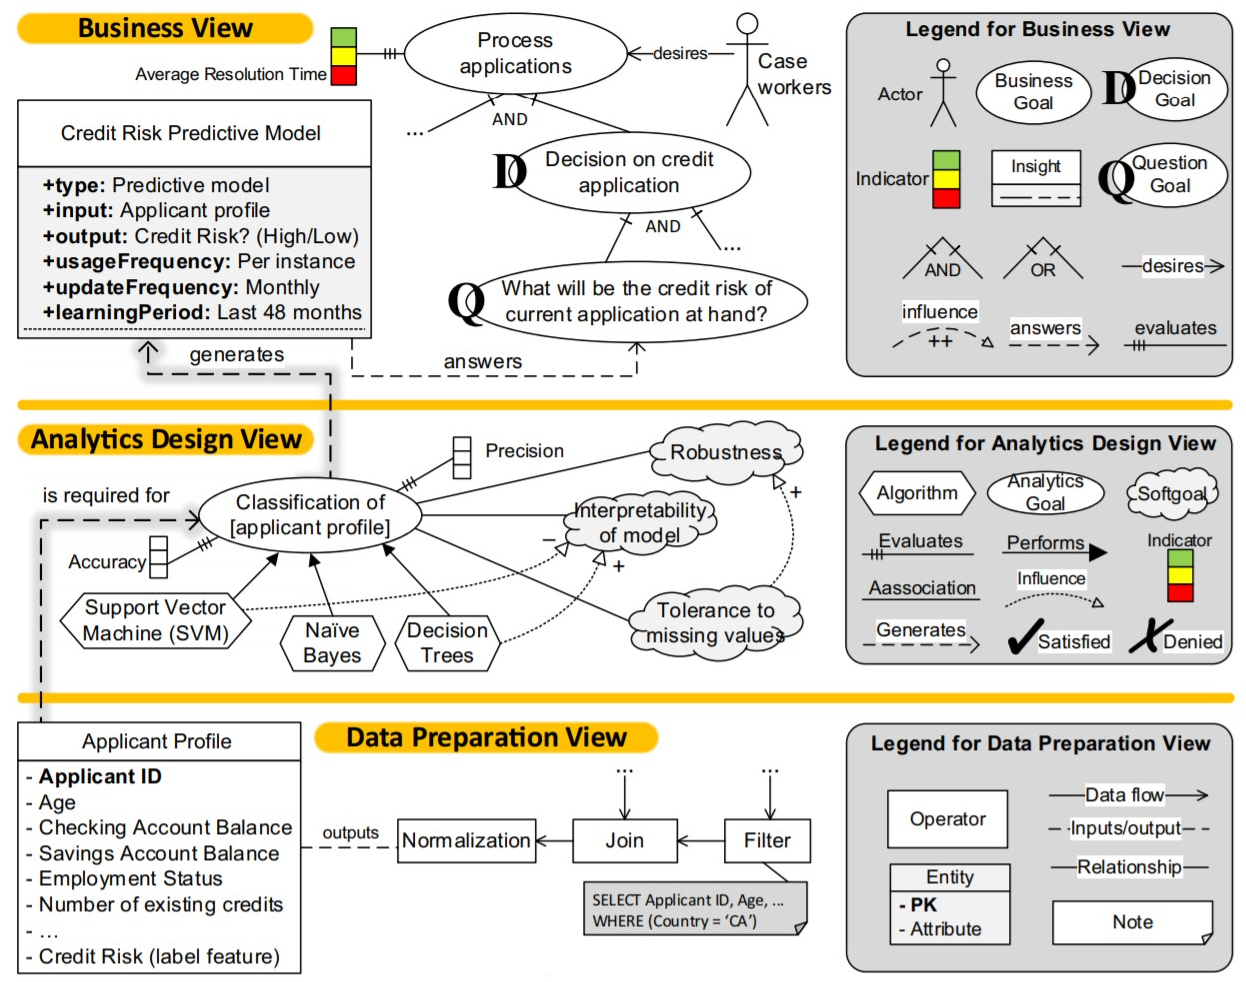 Business View
Average Resolution Time
Process
applications
desires
Case
workers
AND
...
Credit Risk Predictive Model
+type: Predictive model
+input: Applicant profile
+output: Credit Risk? (High/Low)
+usageFrequency: Per instance
+updateFrequency: Monthly
+learningPeriod: Last 48 months
D
Decision on credit
application
AND
...
Q
What will be the credit risk of
current application at hand?
generates
answers
Legend for Business View
Actor
Business
Goal
D
Decision
Goal
Indicator
Insight
Q
Question
Goal
AND
OR
desires
influence
++
answers
evaluates
Analytics Design View
is required for
Classification of
[applicant profile]
Precision
Accuracy
Robustness
Interpretability
of model
Tolerance to
missing values
+
−
+
Support Vector
Machine (SVM)
Naïve
Bayes
Decision
Trees
Legend for Analytics Design View
Algorithm
Analytics
Goal
Softgoal
Evaluates
Performs
Indicator
Aassociation
Influence
Generates
Satisfied
Denied
Data Preparation View
Applicant Profile
- Applicant ID
- Age
- Checking Account Balance
- Savings Account Balance
- Employment Status
- Number of existing credits
- ...
- Credit Risk (label feature)
outputs
Normalization
Join
Filter
...
...
SELECT Applicant ID, Age, ...
WHERE (Country = ‘CA’)
Legend for Data Preparation View
Operator
Data flow
Inputs/output
Relationship
Entity
- PK
- Attribute
Note